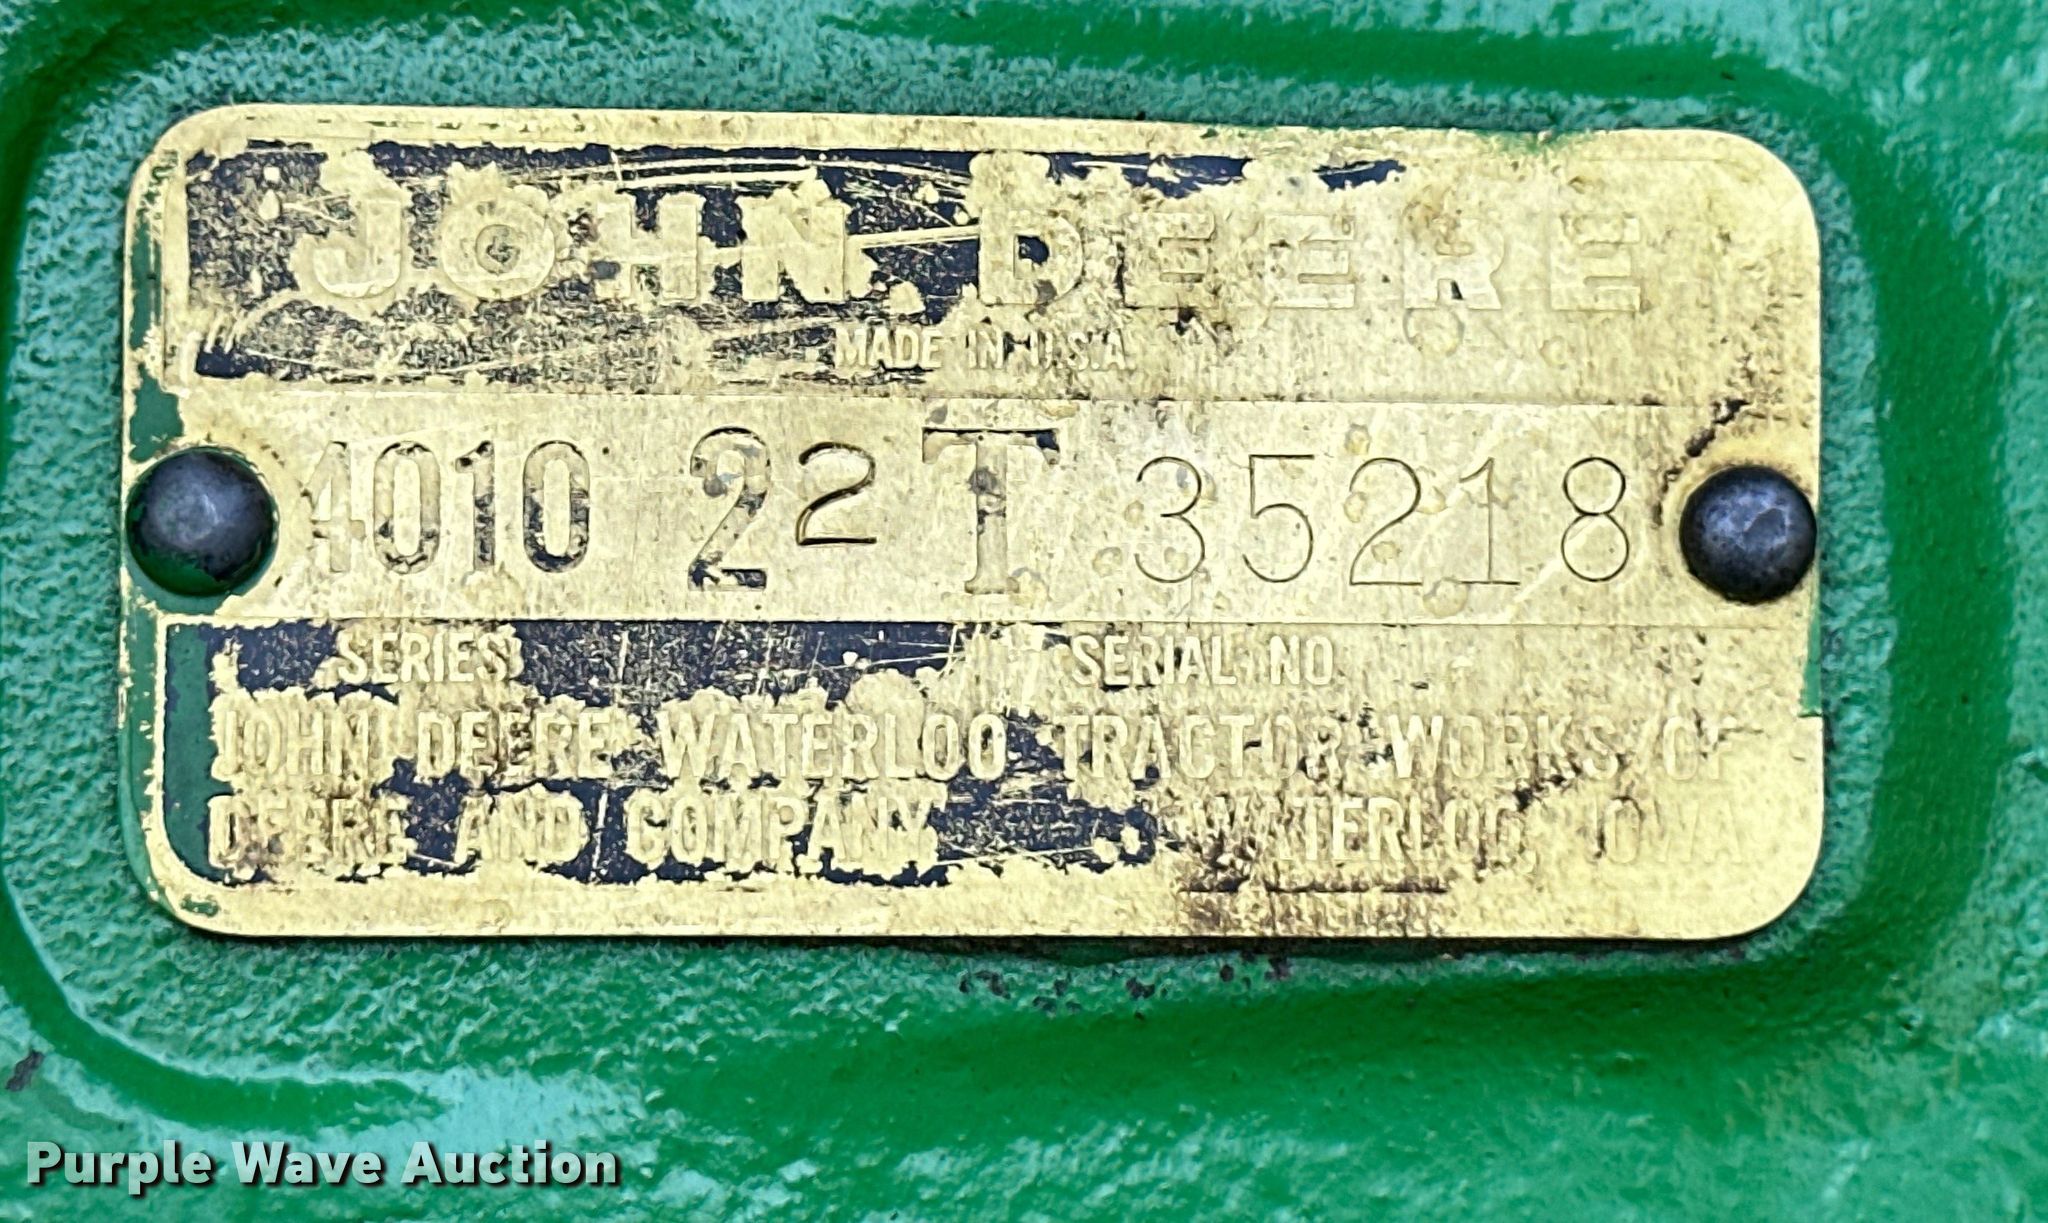 JOHN DEERE
MADE IN U.S.A.
4010 22 T 35218
SERIES SERIAL NO
JOHN DEERE WATERLOO TRACTOR WORKS OF
DEERE AND COMPANY WATERLOO, IOWA
Purple Wave Auction